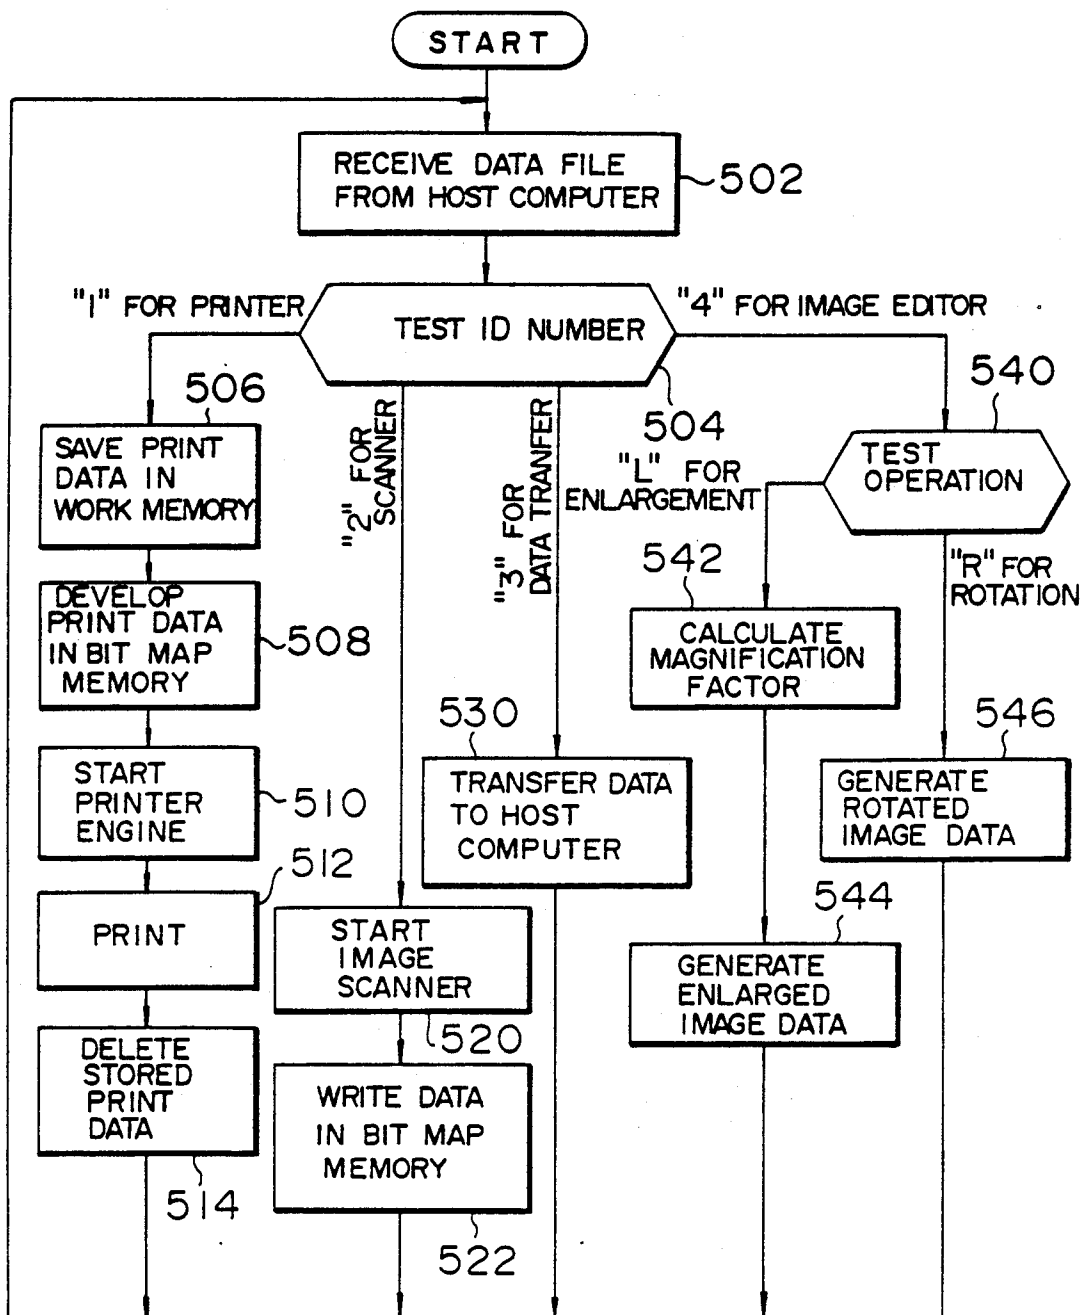 START
RECEIVE DATA FILE
FROM HOST COMPUTER
502
"1" FOR PRINTER
TEST ID NUMBER
504
"4" FOR IMAGE EDITOR
506
SAVE PRINT
DATA IN
WORK MEMORY
DEVELOP
PRINT DATA
IN BIT MAP
MEMORY
508
START
PRINTER
ENGINE
510
512
PRINT
DELETE
STORED
PRINT
DATA
514
"2" FOR
SCANNER
START
IMAGE
SCANNER
520
WRITE DATA
IN BIT MAP
MEMORY
522
"3" FOR
DATA TRANSFER
530
TRANSFER DATA
TO HOST
COMPUTER
540
TEST
OPERATION
"L" FOR
ENLARGEMENT
542
CALCULATE
MAGNIFICATION
FACTOR
544
GENERATE
ENLARGED
IMAGE DATA
"R" FOR
ROTATION
546
GENERATE
ROTATED
IMAGE DATA